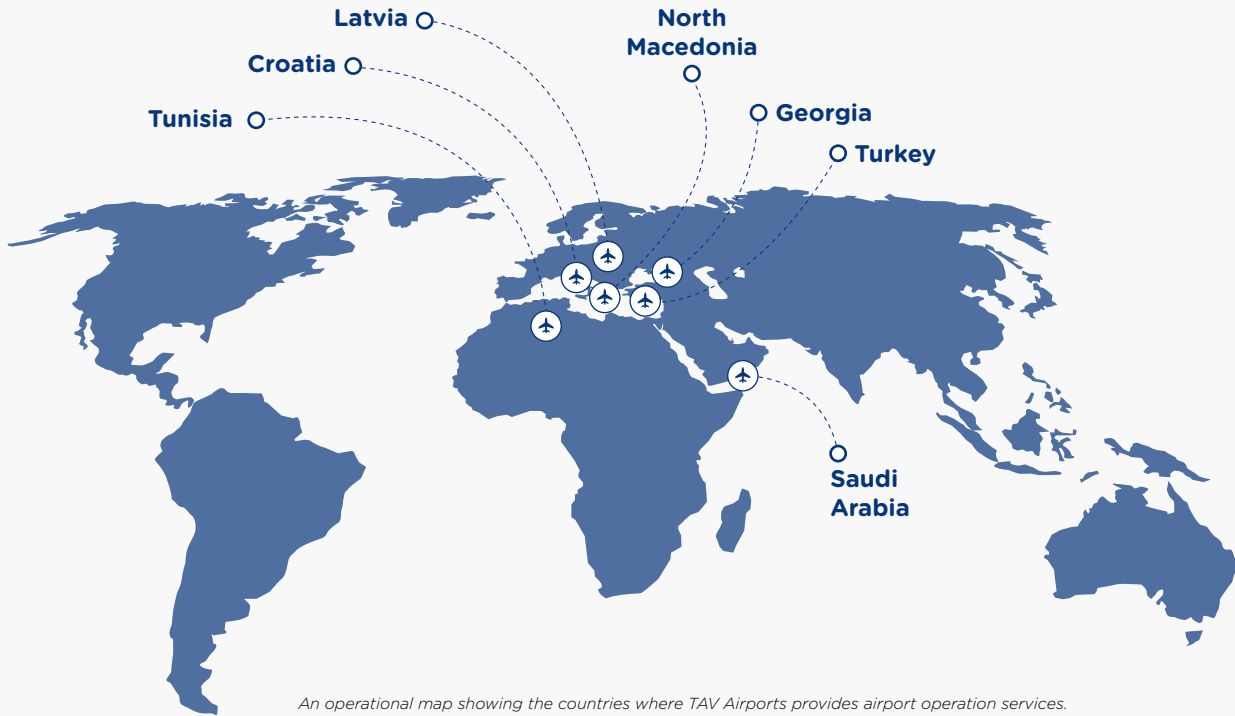 Latvia
North
Macedonia
Croatia
Georgia
Tunisia
Turkey
Saudi
Arabia
An operational map showing the countries where TAV Airports provides airport operation services.